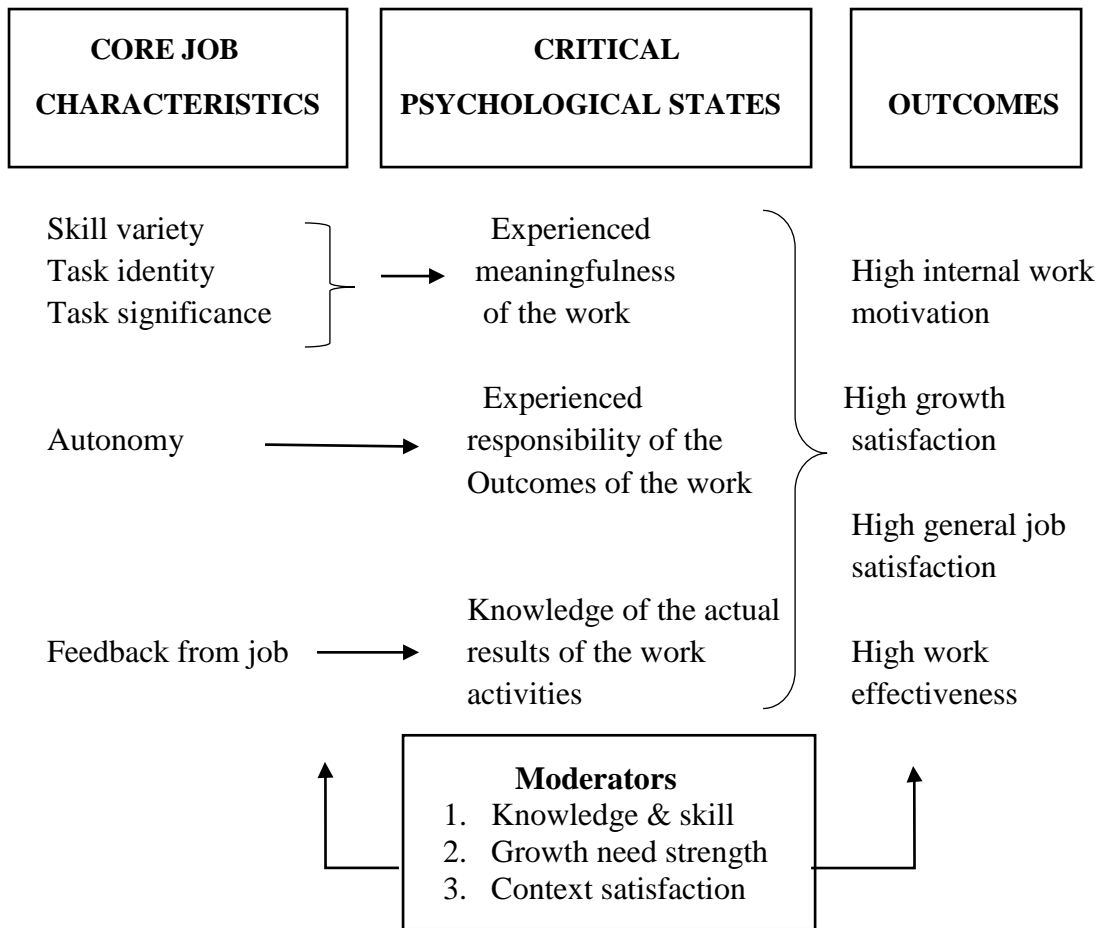 CORE JOB
CHARACTERISTICS
CRITICAL
PSYCHOLOGICAL STATES
OUTCOMES
Skill variety
Task identity
Task significance
Experienced
meaningfulness
of the work
High internal work
motivation
Autonomy
Experienced
responsibility of the
Outcomes of the work
High growth
satisfaction
High general job
satisfaction
Feedback from job
Knowledge of the actual
results of the work
activities
High work
effectiveness
Moderators
1. Knowledge & skill
2. Growth need strength
3. Context satisfaction